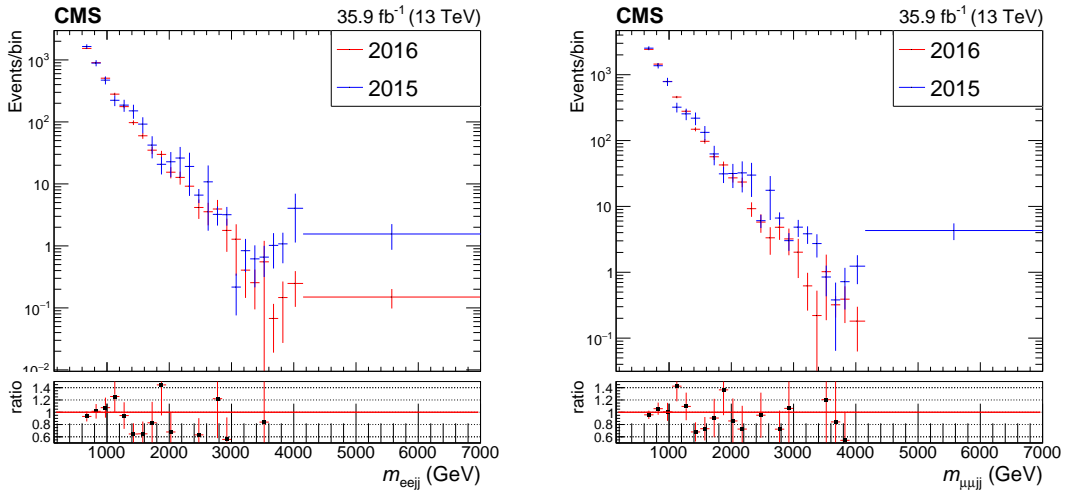 CMS 35.9 fb⁻¹ (13 TeV)
Events/bin
10³
10²
10
1
10⁻¹
10⁻²
2016
2015
ratio
1.4
1.2
1
0.8
0.6
1000 2000 3000 4000 5000 6000 7000
m_eejj (GeV)
CMS 35.9 fb⁻¹ (13 TeV)
Events/bin
10³
10²
10
1
10⁻¹
2016
2015
ratio
1.4
1.2
1
0.8
0.6
1000 2000 3000 4000 5000 6000 7000
m_μμjj (GeV)